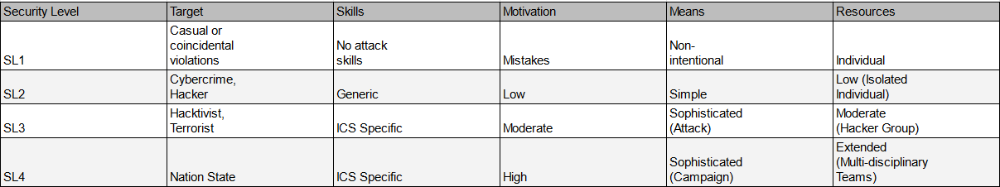 Security Level Target Skills Motivation Means Resources
SL1
Casual or
coincidental
violations
No attack
skills
Mistakes
Non-
intentional
Individual
SL2
Cybercrime,
Hacker
Generic
Low
Simple
Low (Isolated
Individual)
SL3
Hacktivist,
Terrorist
ICS Specific
Moderate
Sophisticated
(Attack)
Moderate
(Hacker Group)
SL4
Nation State
ICS Specific
High
Sophisticated
(Campaign)
Extended
(Multi-disciplinary
Teams)